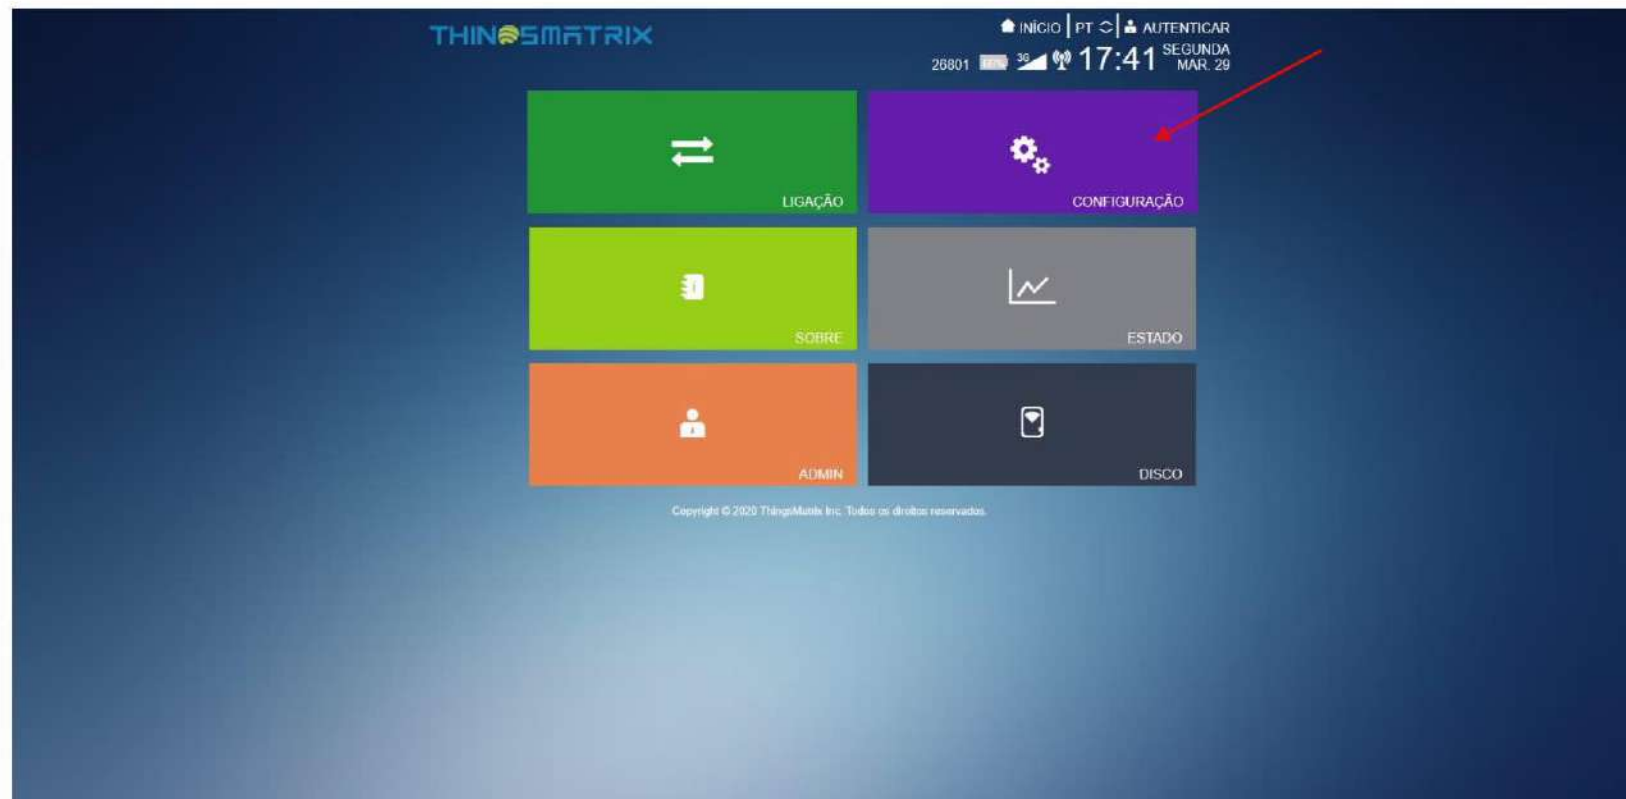 THINGSMATRIX
INÍCIO | PT | AUTENTICAR
26801 3G 17:41 SEGUNDA
MAR. 29
LIGAÇÃO
CONFIGURAÇÃO
SOBRE
ESTADO
ADMIN
DISCO
Copyright © 2020 ThingsMatrix Inc. Todos os direitos reservados.